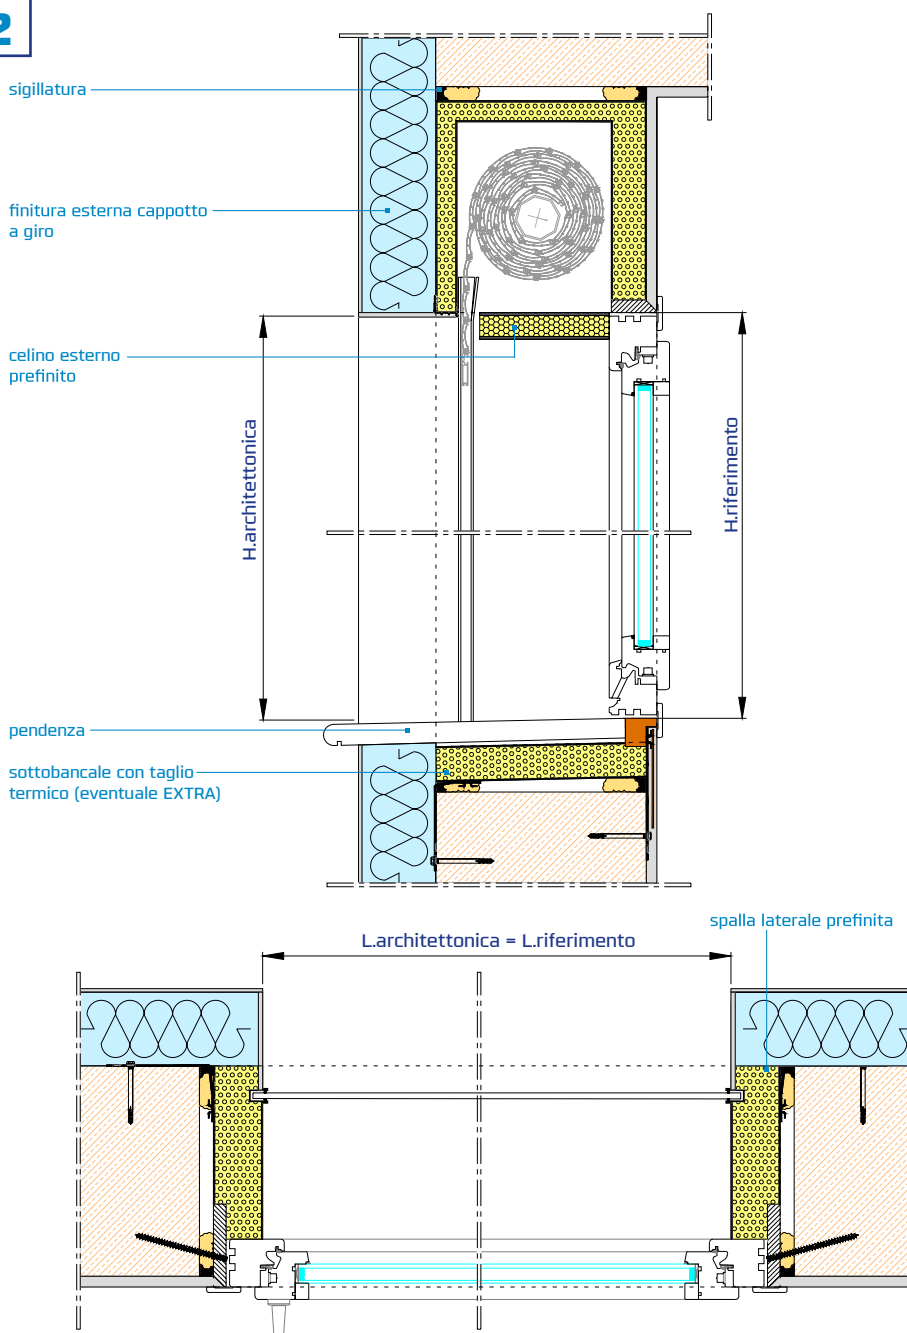 2
sigillatura
finitura esterna cappotto
a giro
celino esterno
prefinito
H.architettonica
H.riferimento
pendenza
sottobancale con taglio
termico (eventuale EXTRA)
spalla laterale prefinita
L.architettonica = L.riferimento